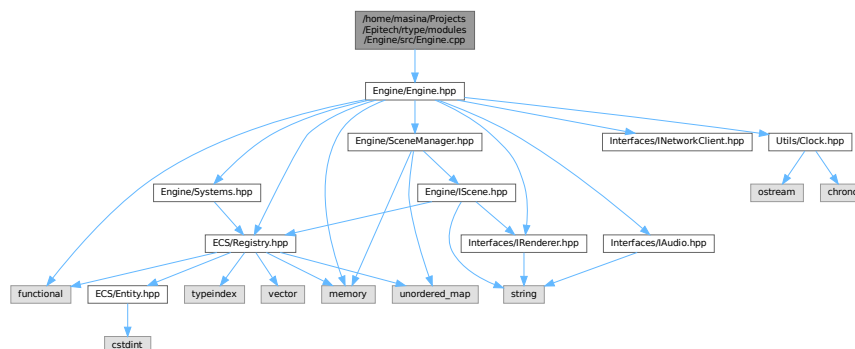 /home/masina/Projects
/Epitech/rtype/modules
/Engine/src/Engine.cpp
Engine/Engine.hpp
Engine/SceneManager.hpp
Interfaces/INetworkClient.hpp
Utils/Clock.hpp
Engine/Systems.hpp
Engine/IScene.hpp
ostream
chrono
ECS/Registry.hpp
Interfaces/IRenderer.hpp
Interfaces/IAudio.hpp
functional
ECS/Entity.hpp
typeindex
vector
memory
unordered_map
string
cstdint